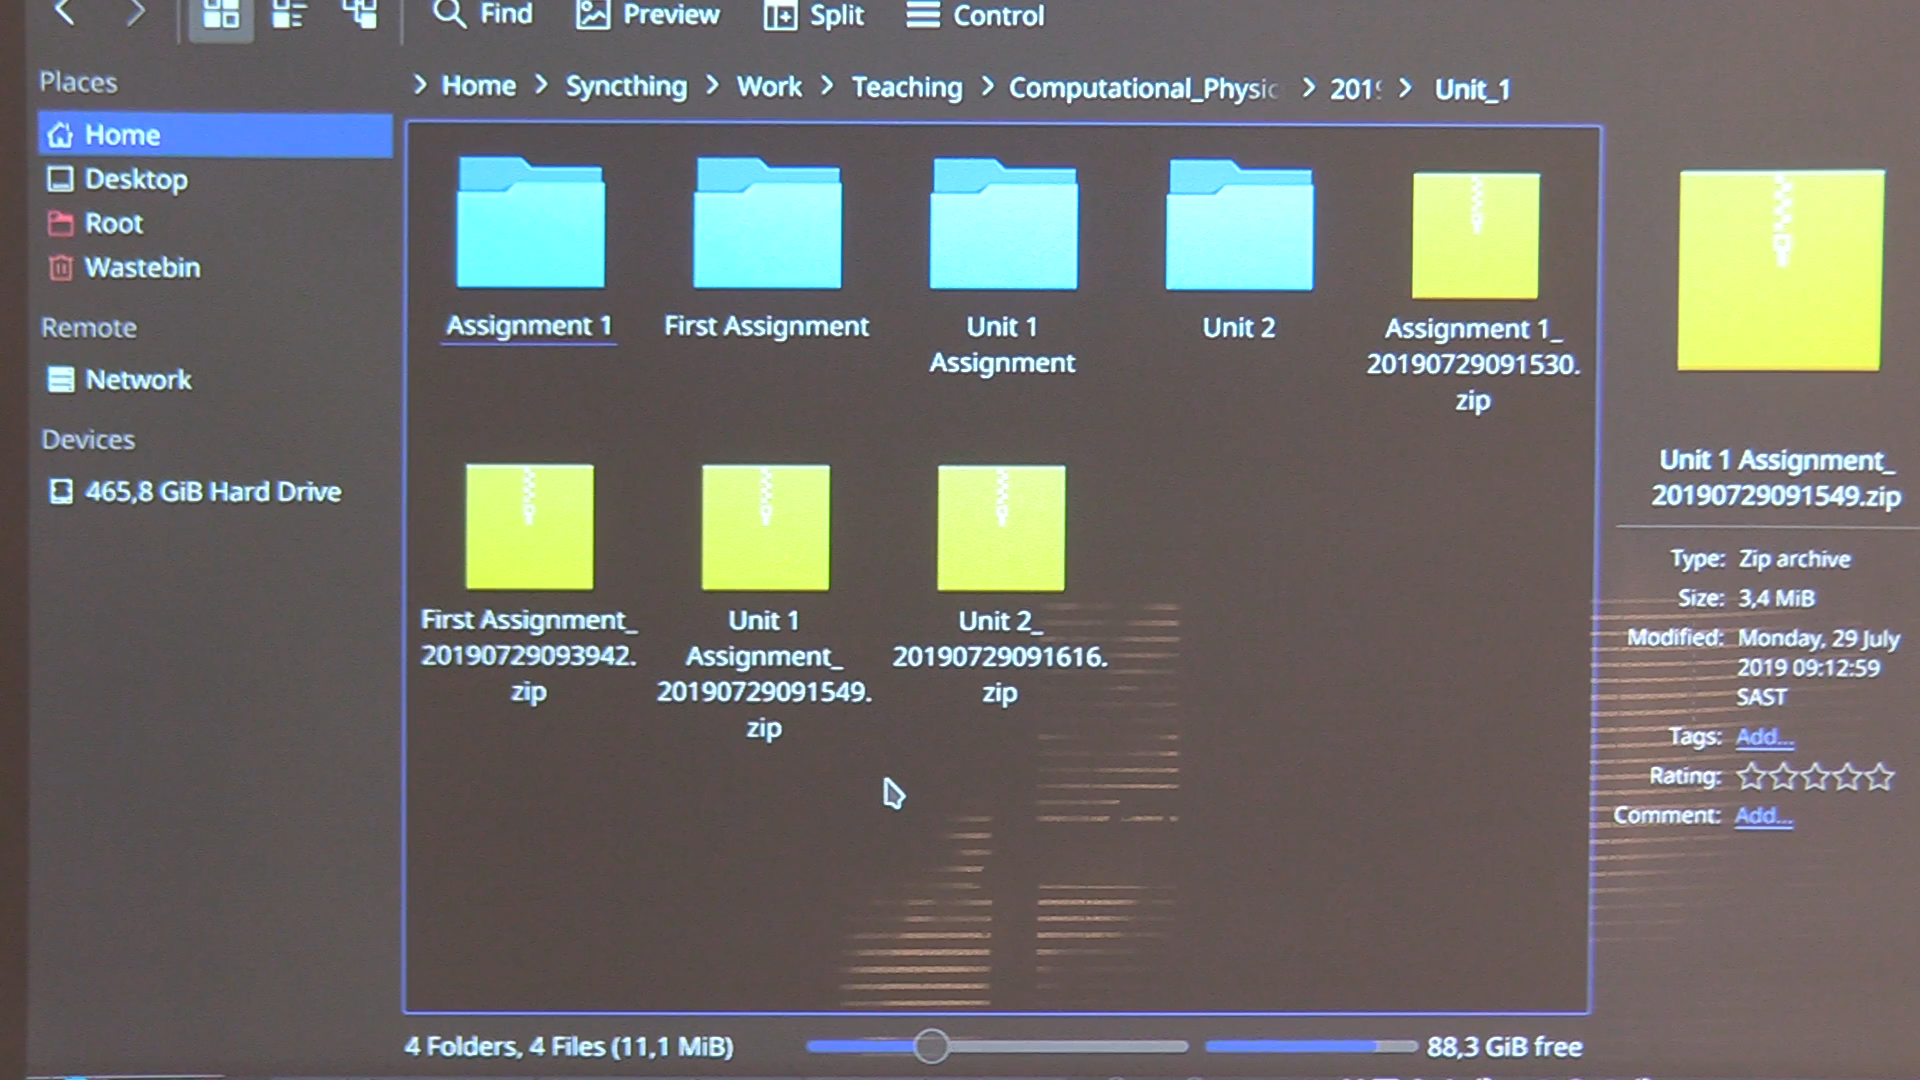 Find
Preview
Split
Control
Places
Home
Desktop
Root
Wastebin
Remote
Network
Devices
465,8 GiB Hard Drive
Home
Syncthing
Work
Teaching
Computational_Physic
201
Unit_1
Assignment 1
First Assignment
Unit 1
Assignment
Unit 2
Assignment 1_
20190729091530.
zip
First Assignment_
20190729093942.
zip
Unit 1
Assignment_
20190729091549.
zip
Unit 2_
20190729091616.
zip
Unit 1 Assignment_
20190729091549.zip
Type: Zip archive
Size: 3,4 MiB
Modified: Monday, 29 July
2019 09:12:59
SAST
Tags: Add...
Rating:
Comment: Add...
4 Folders, 4 Files (11,1 MiB)
88,3 GiB free